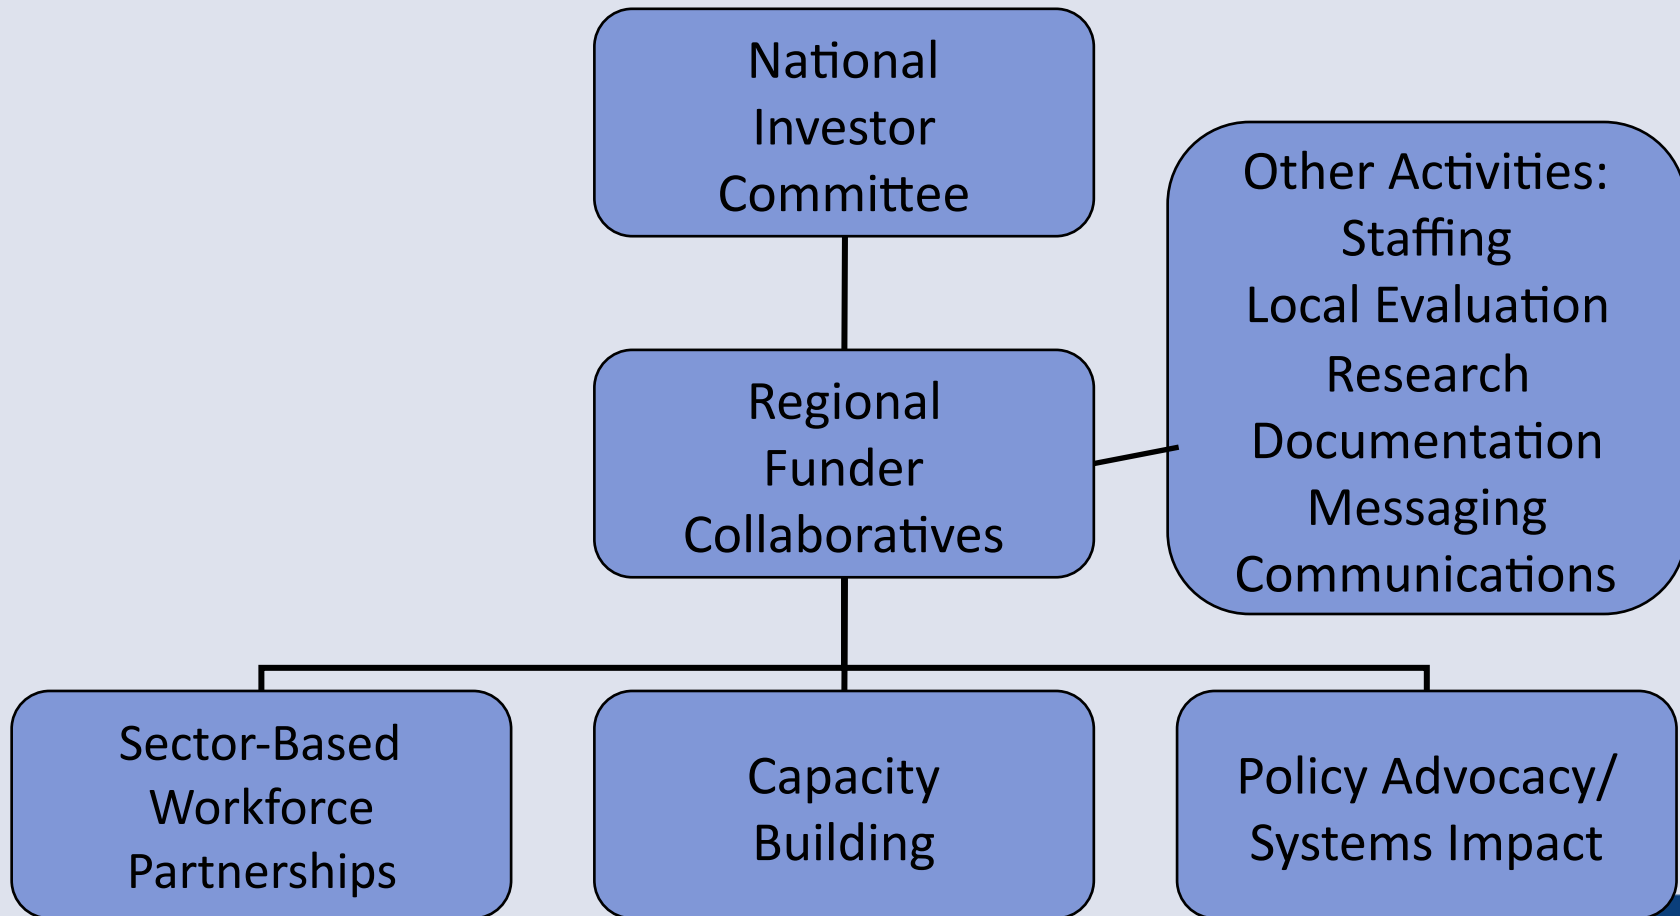 National
Investor
Committee
Other Activities:
Staffing
Local Evaluation
Research
Documentation
Messaging
Communications
Regional
Funder
Collaboratives
Sector-Based
Workforce
Partnerships
Capacity
Building
Policy Advocacy/
Systems Impact